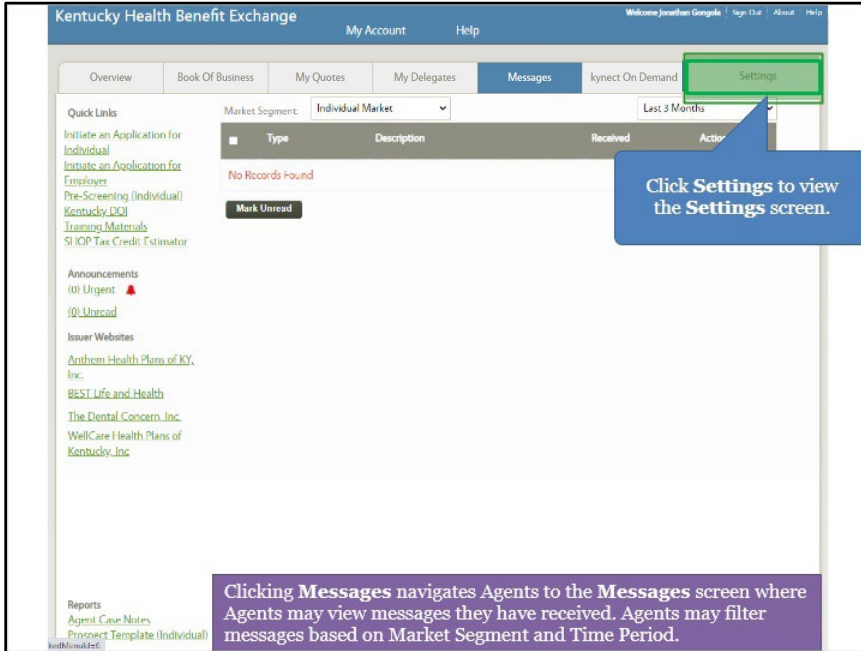 Kentucky Health Benefit Exchange
Welcome Jonathan Gongola Sign Out About Help
My Account Help
Overview Book Of Business My Quotes My Delegates Messages kynect On Demand Settings
Quick Links
Initiate an Application for
Individual
Initiate an Application for
Employer
Pre-Screening (Individual)
Kentucky DOI
Training Materials
SHOP Tax Credit Estimator
Announcements
(0) Urgent
(0) Unread
Issuer Websites
Anthem Health Plans of KY,
Inc.
BEST Life and Health
The Dental Concern, Inc.
WellCare Health Plans of
Kentucky, Inc
Reports
Agent Case Notes
Prospect Template (Individual)
Market Segment: Individual Market Last 3 Months
Type Description Received
No Records Found
Mark Unread
Click Settings to view
the Settings screen.
Clicking Messages navigates Agents to the Messages screen where
Agents may view messages they have received. Agents may filter
messages based on Market Segment and Time Period.